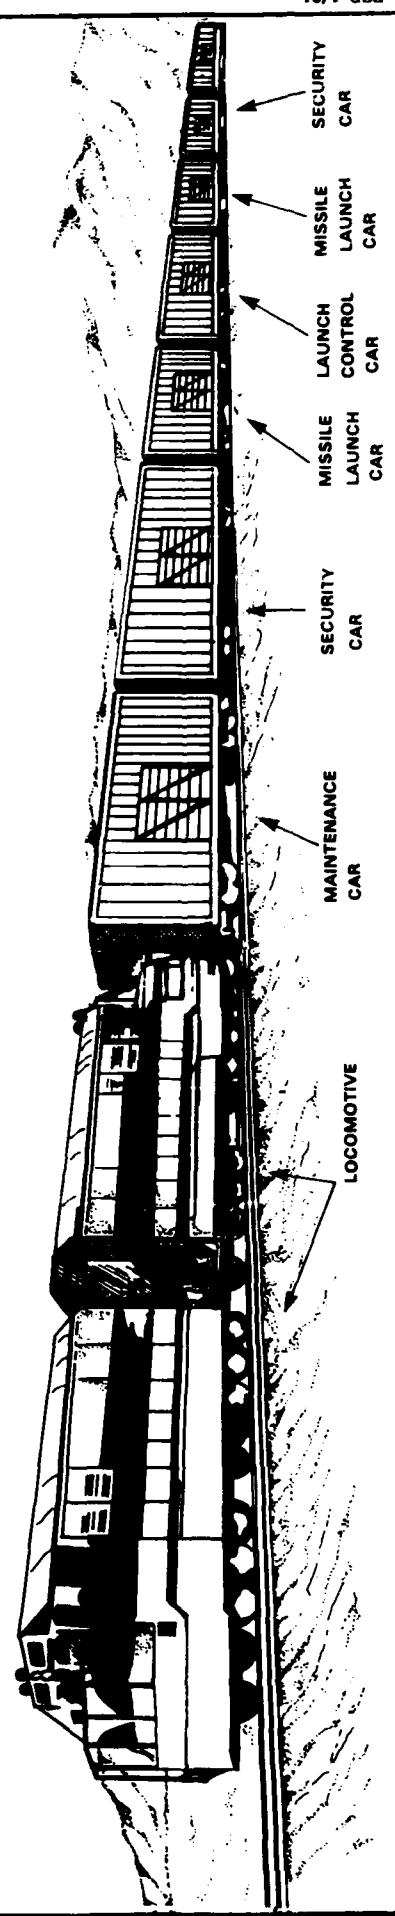 LOCOMOTIVE
MAINTENANCE
CAR
SECURITY
CAR
MISSILE
LAUNCH
CAR
LAUNCH
CONTROL
CAR
MISSILE
LAUNCH
CAR
SECURITY
CAR